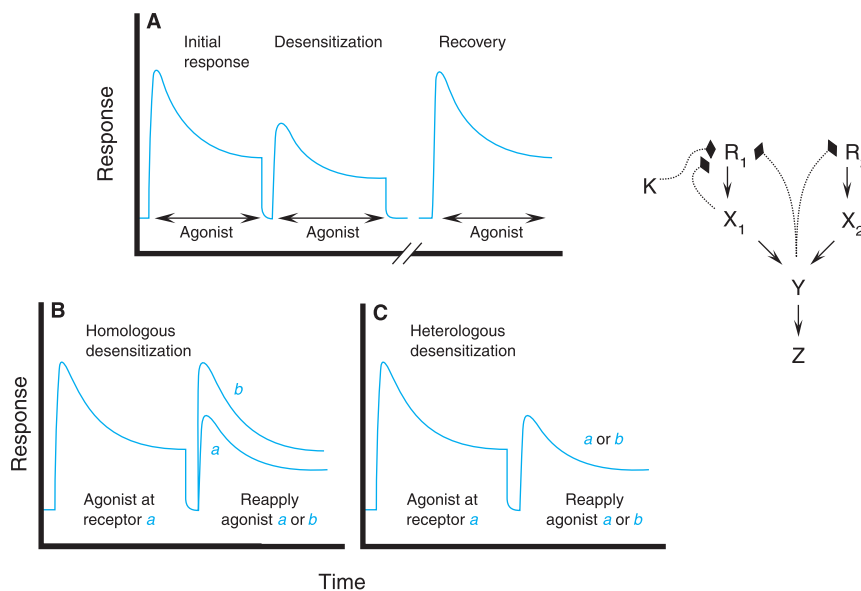 A
Initial
response
Desensitization
Recovery
Response
Agonist
Agonist
Agonist
K
R1
R
X1
X2
Y
Z
B
Homologous
desensitization
b
a
Response
Agonist at
receptor a
Reapply
agonist a or b
C
Heterologous
desensitization
a or b
Agonist at
receptor a
Reapply
agonist a or b
Time